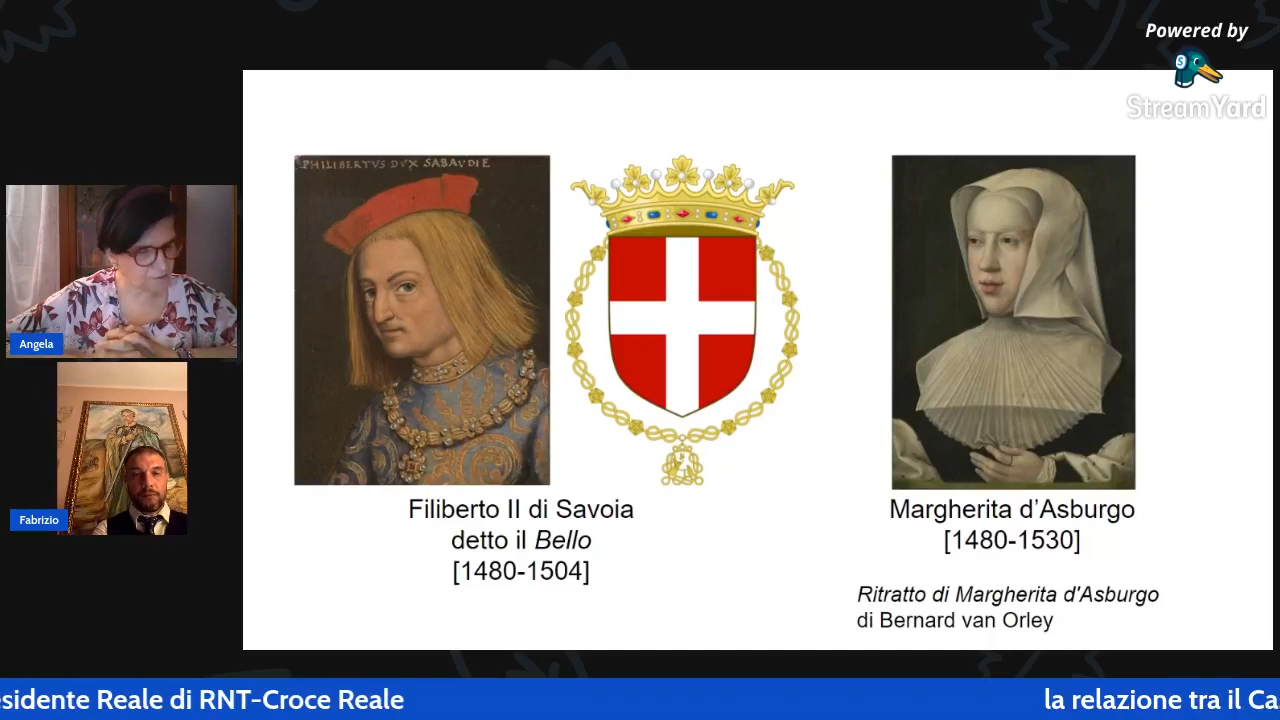 Powered by
StreamYard
PHILIBERTVS DVX SABAVDIE
Angela
Fabrizio
Filiberto II di Savoia
detto il Bello
[1480-1504]
Margherita d’Asburgo
[1480-1530]
Ritratto di Margherita d'Asburgo
di Bernard van Orley
esidente Reale di RNT-Croce Reale
la relazione tra il Ca